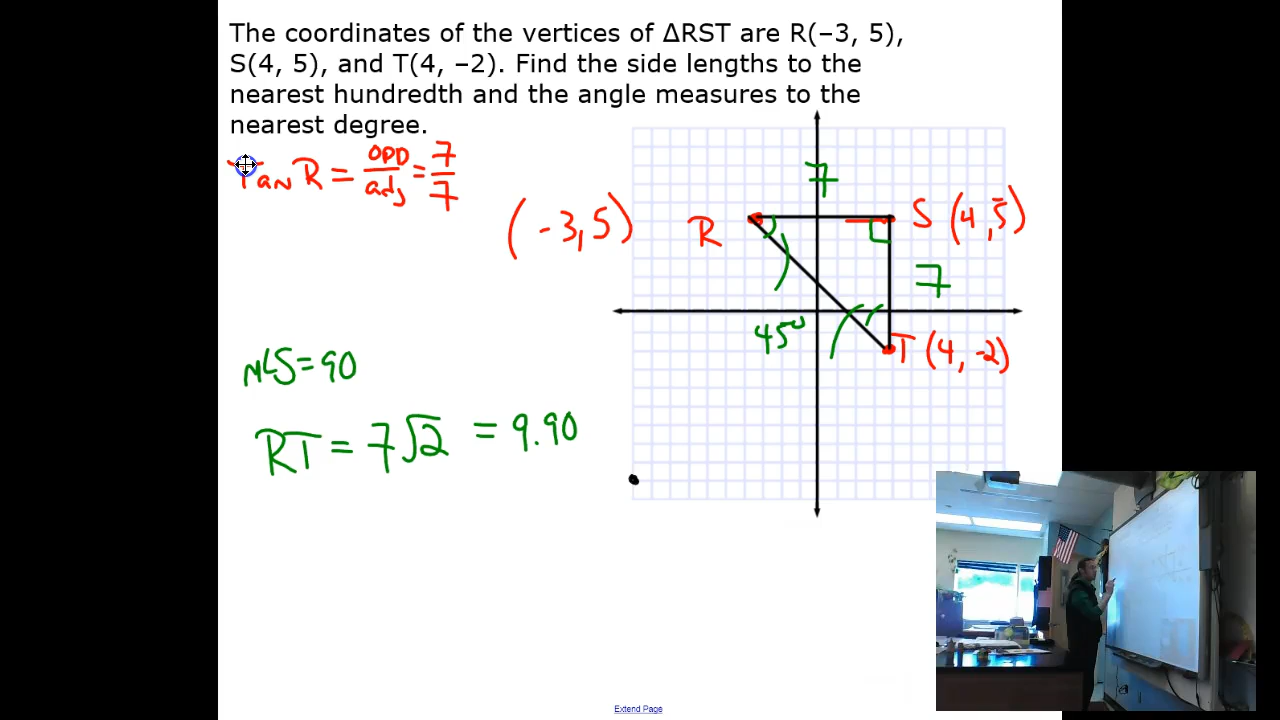 The coordinates of the vertices of ΔRST are R(–3, 5),
S(4, 5), and T(4, –2). Find the side lengths to the
nearest hundredth and the angle measures to the
nearest degree.
Tan R = opp/adj = 7/7
7
(-3,5)
R
S (4,5)
7
45°
T (4,-2)
m∠S=90
RT = 7√2 = 9.90
Extend Page